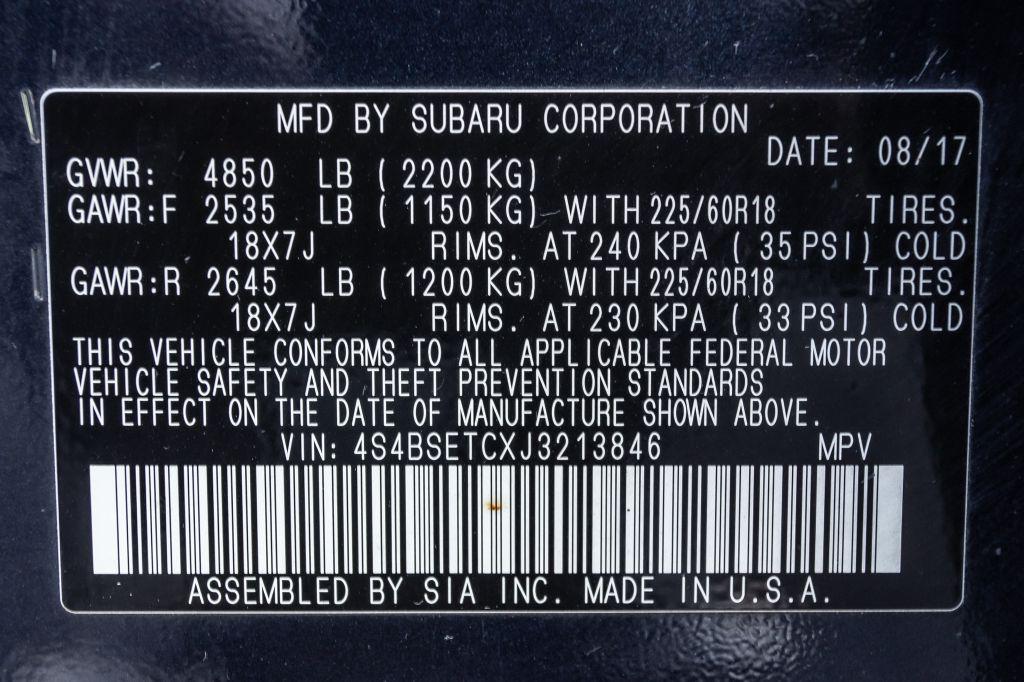 MFD BY SUBARU CORPORATION
DATE: 08/17
GVWR: 4850 LB ( 2200 KG)
GAWR:F 2535 LB ( 1150 KG) WITH 225/60R18 TIRES.
18X7J RIMS. AT 240 KPA ( 35 PSI) COLD
GAWR:R 2645 LB ( 1200 KG) WITH 225/60R18 TIRES.
18X7J RIMS. AT 230 KPA ( 33 PSI) COLD
THIS VEHICLE CONFORMS TO ALL APPLICABLE FEDERAL MOTOR
VEHICLE SAFETY AND THEFT PREVENTION STANDARDS
IN EFFECT ON THE DATE OF MANUFACTURE SHOWN ABOVE.
VIN: 4S4BSETCXJ3213846 MPV
ASSEMBLED BY SIA INC. MADE IN U.S.A.